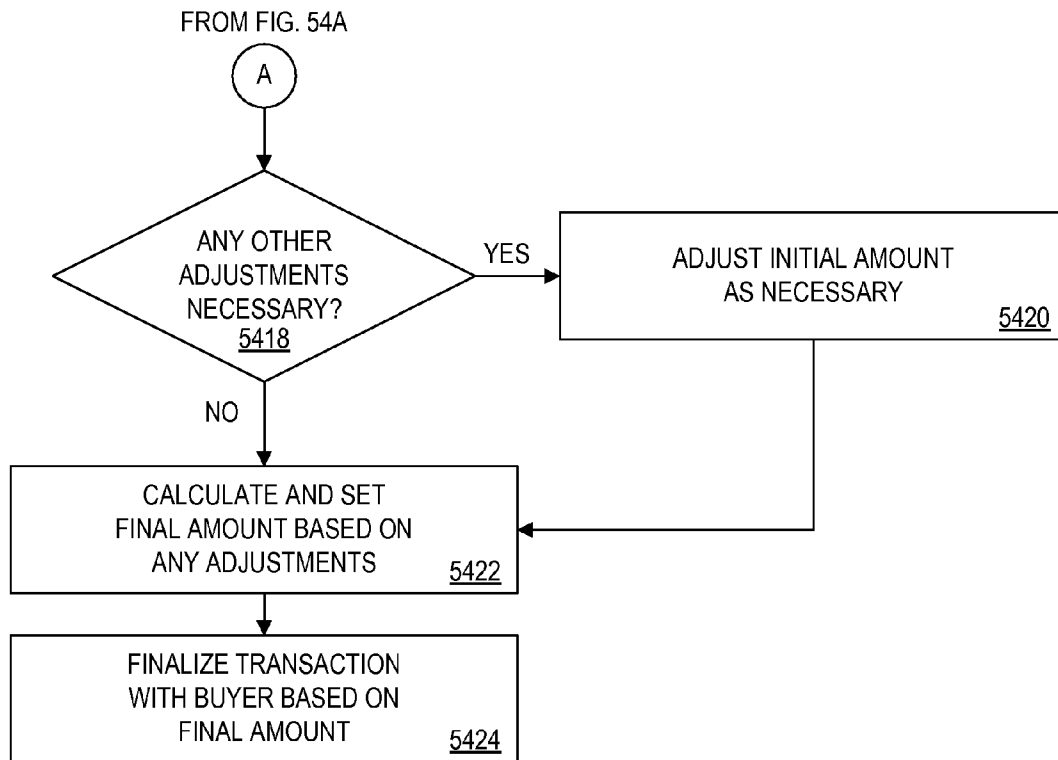 FROM FIG. 54A
A
ANY OTHER
ADJUSTMENTS
NECESSARY?
5418
YES
ADJUST INITIAL AMOUNT
AS NECESSARY
5420
NO
CALCULATE AND SET
FINAL AMOUNT BASED ON
ANY ADJUSTMENTS
5422
FINALIZE TRANSACTION
WITH BUYER BASED ON
FINAL AMOUNT
5424